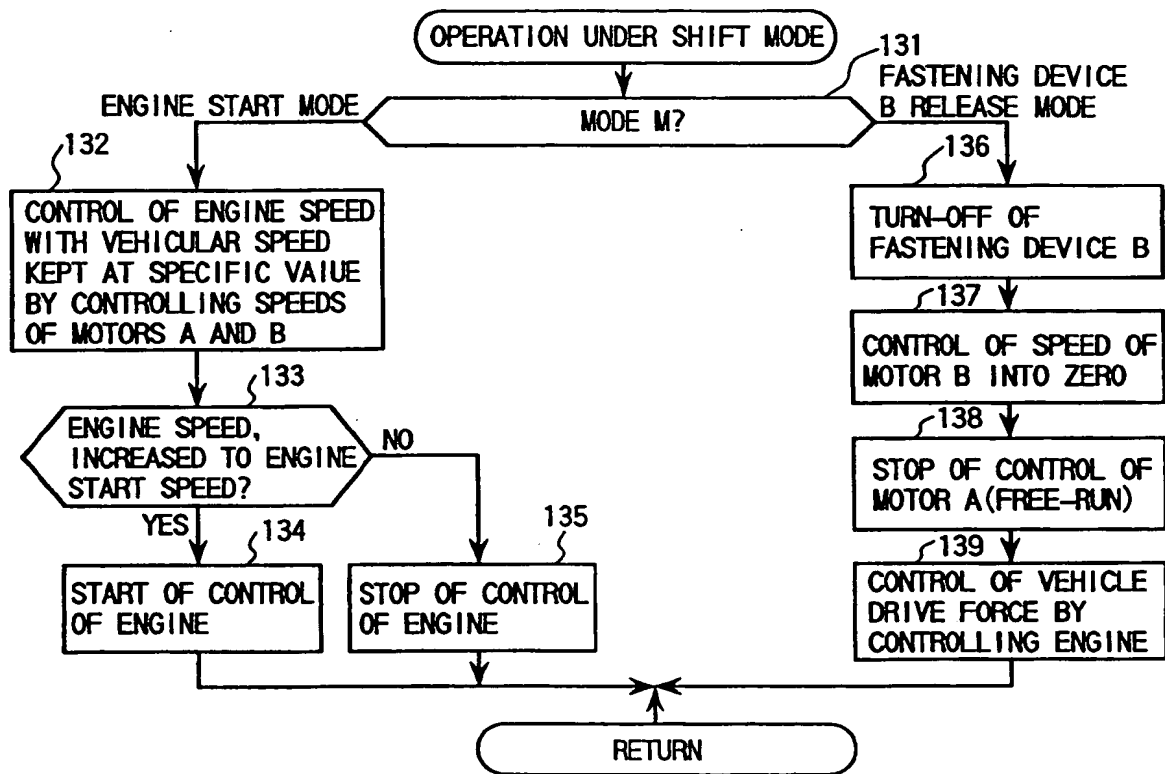 OPERATION UNDER SHIFT MODE
131
ENGINE START MODE
MODE M?
FASTENING DEVICE
B RELEASE MODE
132
CONTROL OF ENGINE SPEED
WITH VEHICULAR SPEED
KEPT AT SPECIFIC VAIUE
BY CONTROLLING SPEEDS
OF MOTORS A AND B
133
ENGINE SPEED,
INCREASED TO ENGINE
START SPEED?
NO
YES
134
START OF CONTROL
OF ENGINE
135
STOP OF CONTROL
OF ENGINE
136
TURN-OFF OF
FASTENING DEVICE B
137
CONTROL OF SPEED OF
MOTOR B INTO ZERO
138
STOP OF CONTROL OF
MOTOR A(FREE-RUN)
139
CONTROL OF VEHICLE
DRIVE FORCE BY
CONTROLLING ENGINE
RETURN